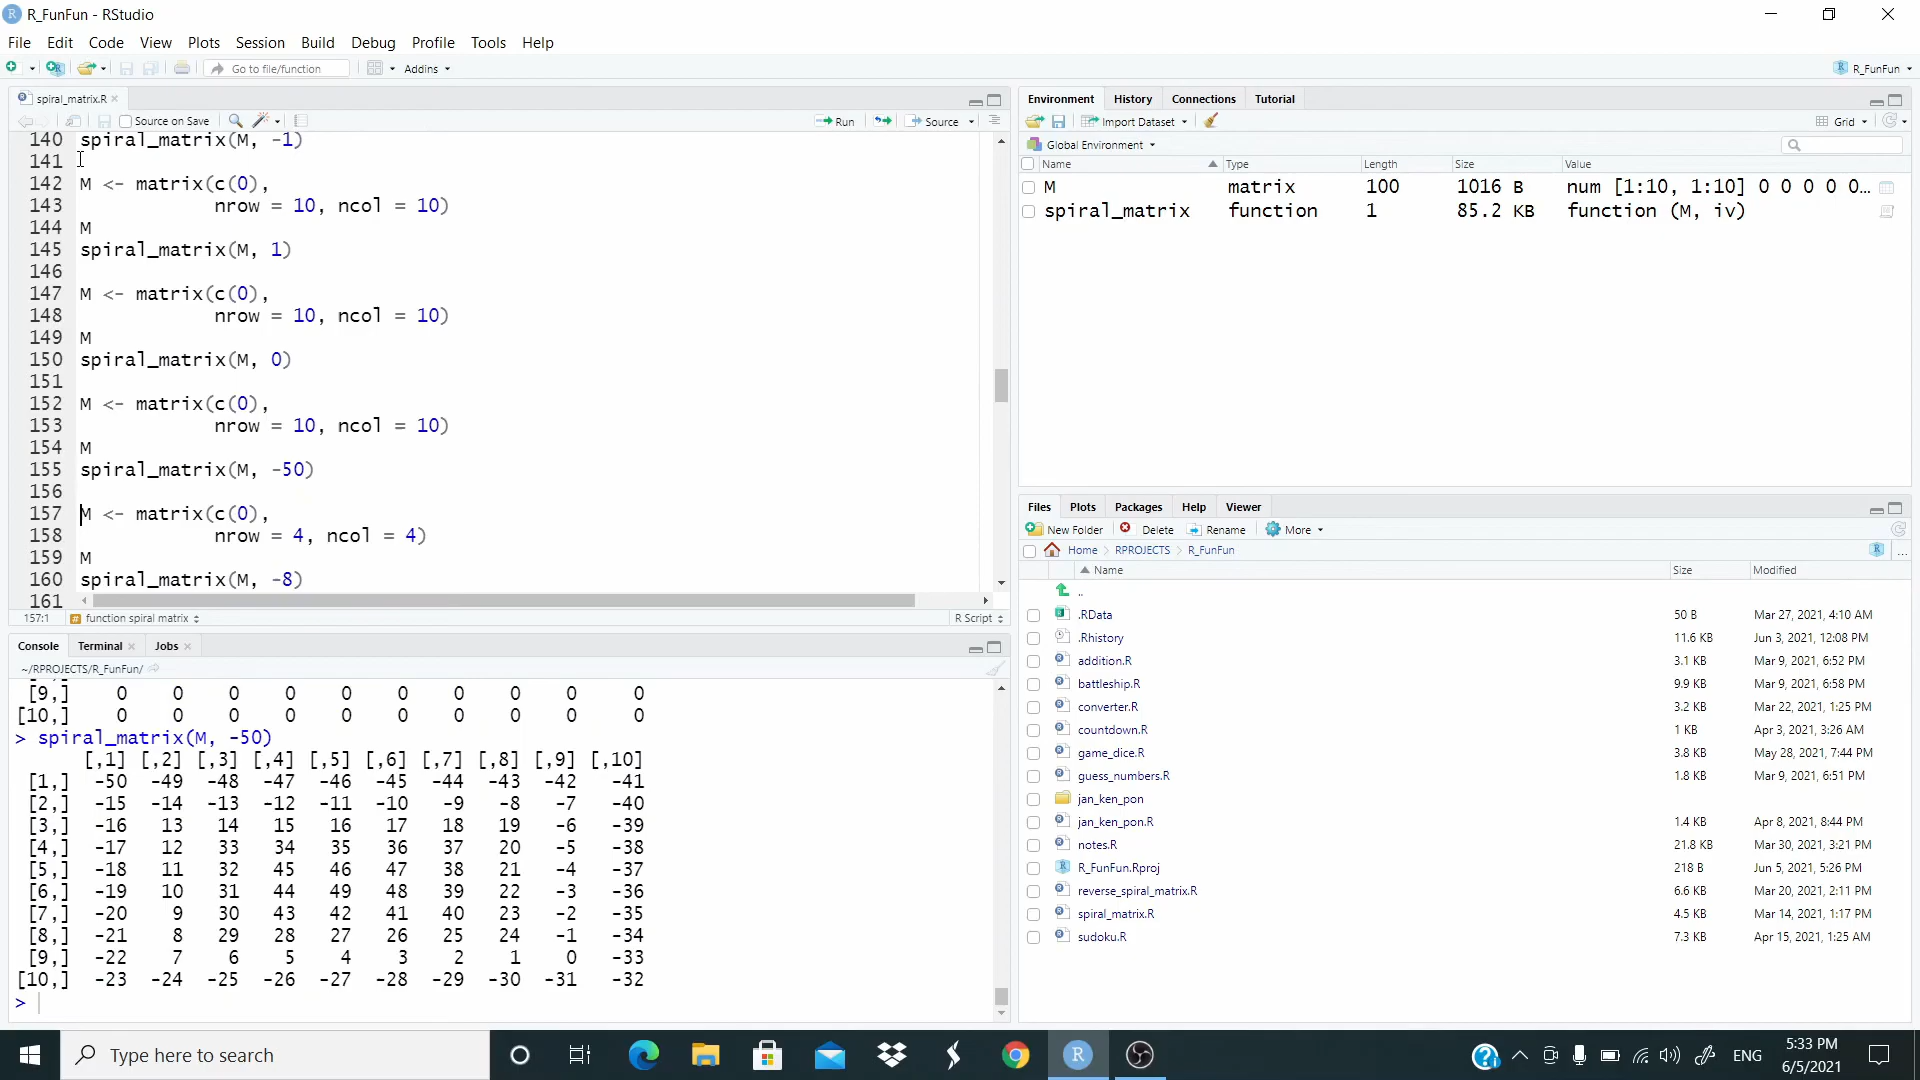 R_FunFun - RStudio
File Edit Code View Plots Session Build Debug Profile Tools Help
Go to file/function Addins R_FunFun
spiral_matrix.R
Source on Save Run Source
140 spiral_matrix(M, -1)
141
142 M <- matrix(c(0),
143 nrow = 10, ncol = 10)
144 M
145 spiral_matrix(M, 1)
146
147 M <- matrix(c(0),
148 nrow = 10, ncol = 10)
149 M
150 spiral_matrix(M, 0)
151
152 M <- matrix(c(0),
153 nrow = 10, ncol = 10)
154 M
155 spiral_matrix(M, -50)
156
157 M <- matrix(c(0),
158 nrow = 4, ncol = 4)
159 M
160 spiral_matrix(M, -8)
161
157:1 function spiral matrix R Script
Console Terminal Jobs
~/RPROJECTS/R_FunFun/
[9,] 0 0 0 0 0 0 0 0 0 0
[10,] 0 0 0 0 0 0 0 0 0 0
> spiral_matrix(M, -50)
[,1] [,2] [,3] [,4] [,5] [,6] [,7] [,8] [,9] [,10]
[1,] -50 -49 -48 -47 -46 -45 -44 -43 -42 -41
[2,] -15 -14 -13 -12 -11 -10 -9 -8 -7 -40
[3,] -16 13 14 15 16 17 18 19 -6 -39
[4,] -17 12 33 34 35 36 37 20 -5 -38
[5,] -18 11 32 45 46 47 38 21 -4 -37
[6,] -19 10 31 44 49 48 39 22 -3 -36
[7,] -20 9 30 43 42 41 40 23 -2 -35
[8,] -21 8 29 28 27 26 25 24 -1 -34
[9,] -22 7 6 5 4 3 2 1 0 -33
[10,] -23 -24 -25 -26 -27 -28 -29 -30 -31 -32
>
Environment History Connections Tutorial
Import Dataset Grid
Global Environment
Name Type Length Size Value
M matrix 100 1016 B num [1:10, 1:10] 0 0 0 0 0…
spiral_matrix function 1 85.2 KB function (M, iv)
Files Plots Packages Help Viewer
New Folder Delete Rename More
Home RPROJECTS R_FunFun ...
Name Size Modified
..
.RData 50 B Mar 27, 2021, 4:10 AM
.Rhistory 11.6 KB Jun 3, 2021, 12:08 PM
addition.R 3.1 KB Mar 9, 2021, 6:52 PM
battleship.R 9.9 KB Mar 9, 2021, 6:58 PM
converter.R 3.2 KB Mar 22, 2021, 1:25 PM
countdown.R 1 KB Apr 3, 2021, 3:26 AM
game_dice.R 3.8 KB May 28, 2021, 7:44 PM
guess_numbers.R 1.8 KB Mar 9, 2021, 6:51 PM
jan_ken_pon
jan_ken_pon.R 1.4 KB Apr 8, 2021, 8:44 PM
notes.R 21.8 KB Mar 30, 2021, 3:21 PM
R_FunFun.Rproj 218 B Jun 5, 2021, 5:26 PM
reverse_spiral_matrix.R 6.6 KB Mar 20, 2021, 2:11 PM
spiral_matrix.R 4.5 KB Mar 14, 2021, 1:17 PM
sudoku.R 7.3 KB Apr 15, 2021, 1:25 AM
Type here to search
ENG
5:33 PM
6/5/2021